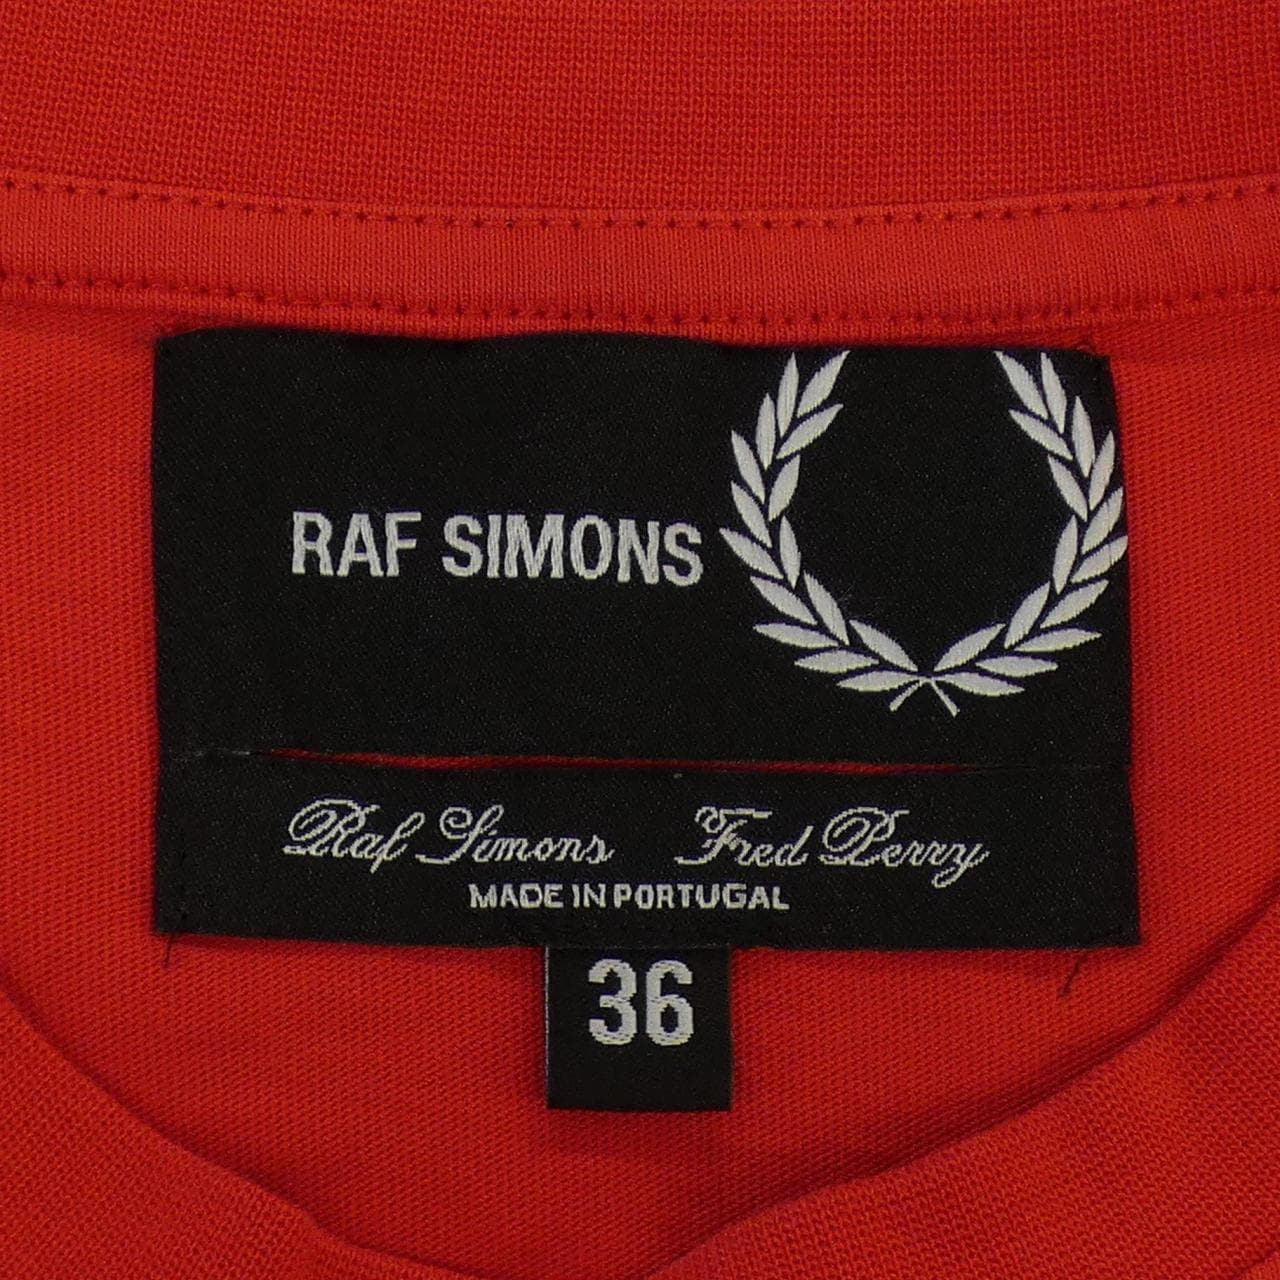 RAF SIMONS
Raf Simons Fred Perry
MADE IN PORTUGAL
36